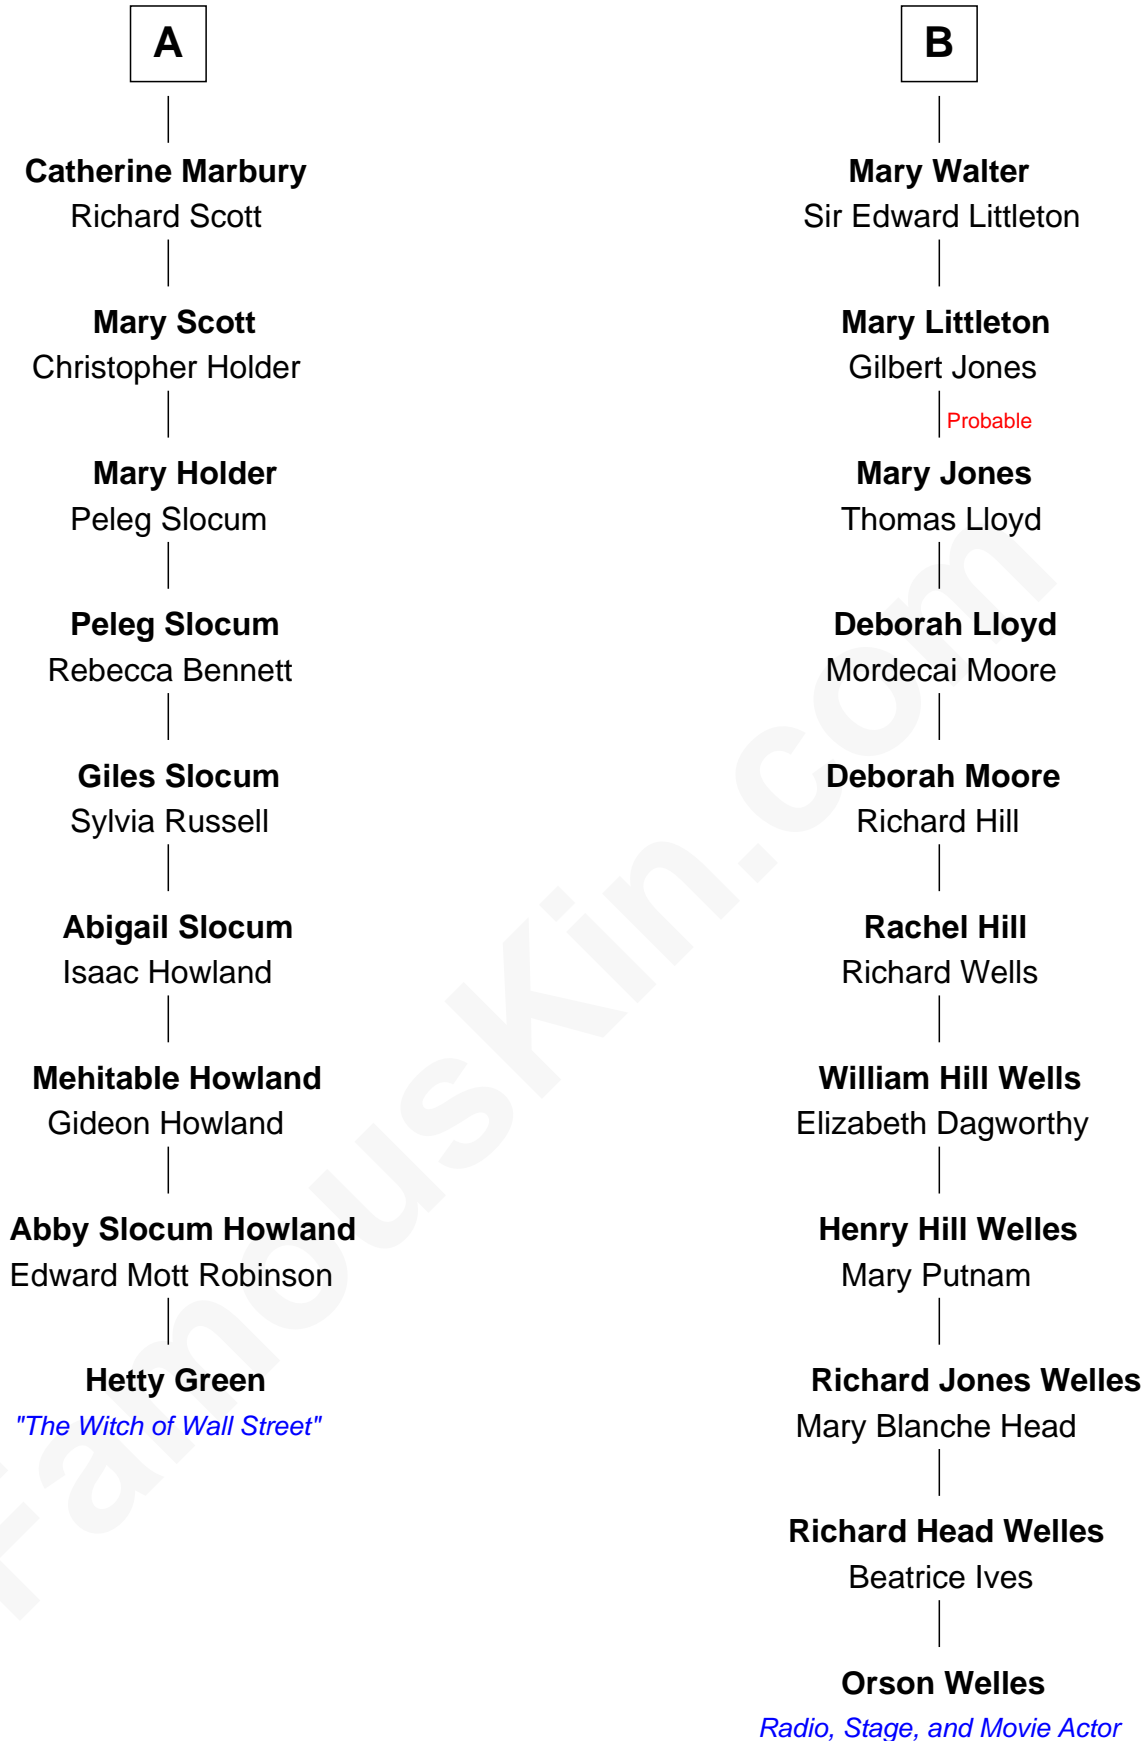 A
Catherine Marbury
Richard Scott
Mary Scott
Christopher Holder
Mary Holder
Peleg Slocum
Peleg Slocum
Rebecca Bennett
Giles Slocum
Sylvia Russell
Abigail Slocum
Isaac Howland
Mehitable Howland
Gideon Howland
Abby Slocum Howland
Edward Mott Robinson
Hetty Green
"The Witch of Wall Street"
B
Mary Walter
Sir Edward Littleton
Mary Littleton
Gilbert Jones
Probable
Mary Jones
Thomas Lloyd
Deborah Lloyd
Mordecai Moore
Deborah Moore
Richard Hill
Rachel Hill
Richard Wells
William Hill Wells
Elizabeth Dagworthy
Henry Hill Welles
Mary Putnam
Richard Jones Welles
Mary Blanche Head
Richard Head Welles
Beatrice Ives
Orson Welles
Radio, Stage, and Movie Actor
FamousKin.com